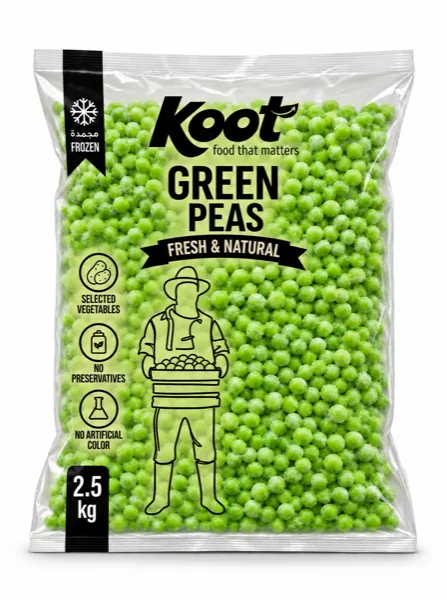 Koot
food that matters
مجمدة
FROZEN
GREEN
PEAS
FRESH & NATURAL
SELECTED
VEGETABLES
NO
PRESERVATIVES
NO ARTIFICIAL
COLOR
2.5
kg